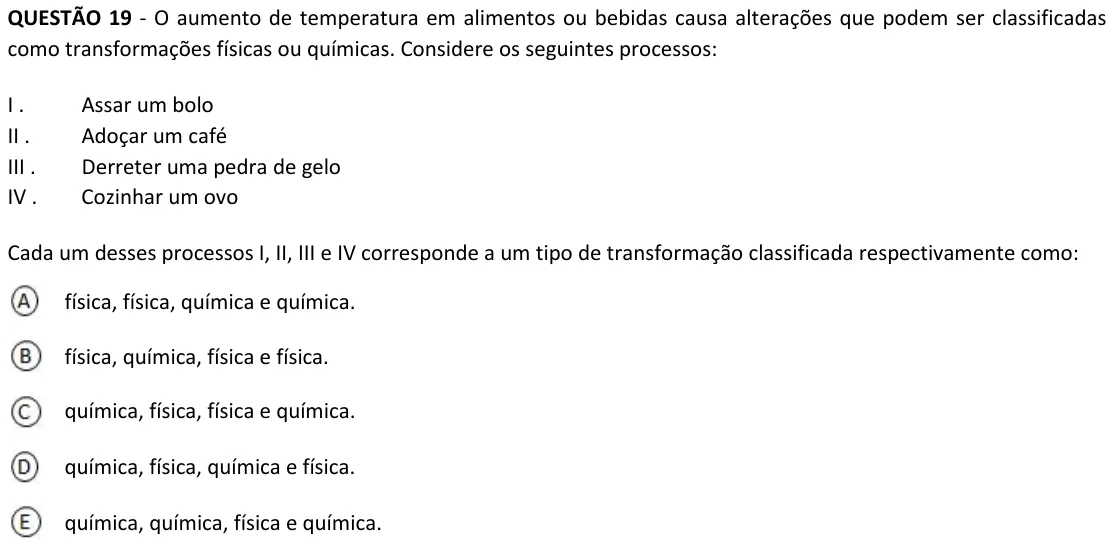 QUESTÃO 19 - O aumento de temperatura em alimentos ou bebidas causa alterações que podem ser classificadas
como transformações físicas ou químicas. Considere os seguintes processos:
I . Assar um bolo
II . Adoçar um café
III . Derreter uma pedra de gelo
IV . Cozinhar um ovo
Cada um desses processos I, II, III e IV corresponde a um tipo de transformação classificada respectivamente como:
A física, física, química e química.
B física, química, física e física.
C química, física, física e química.
D química, física, química e física.
E química, química, física e química.